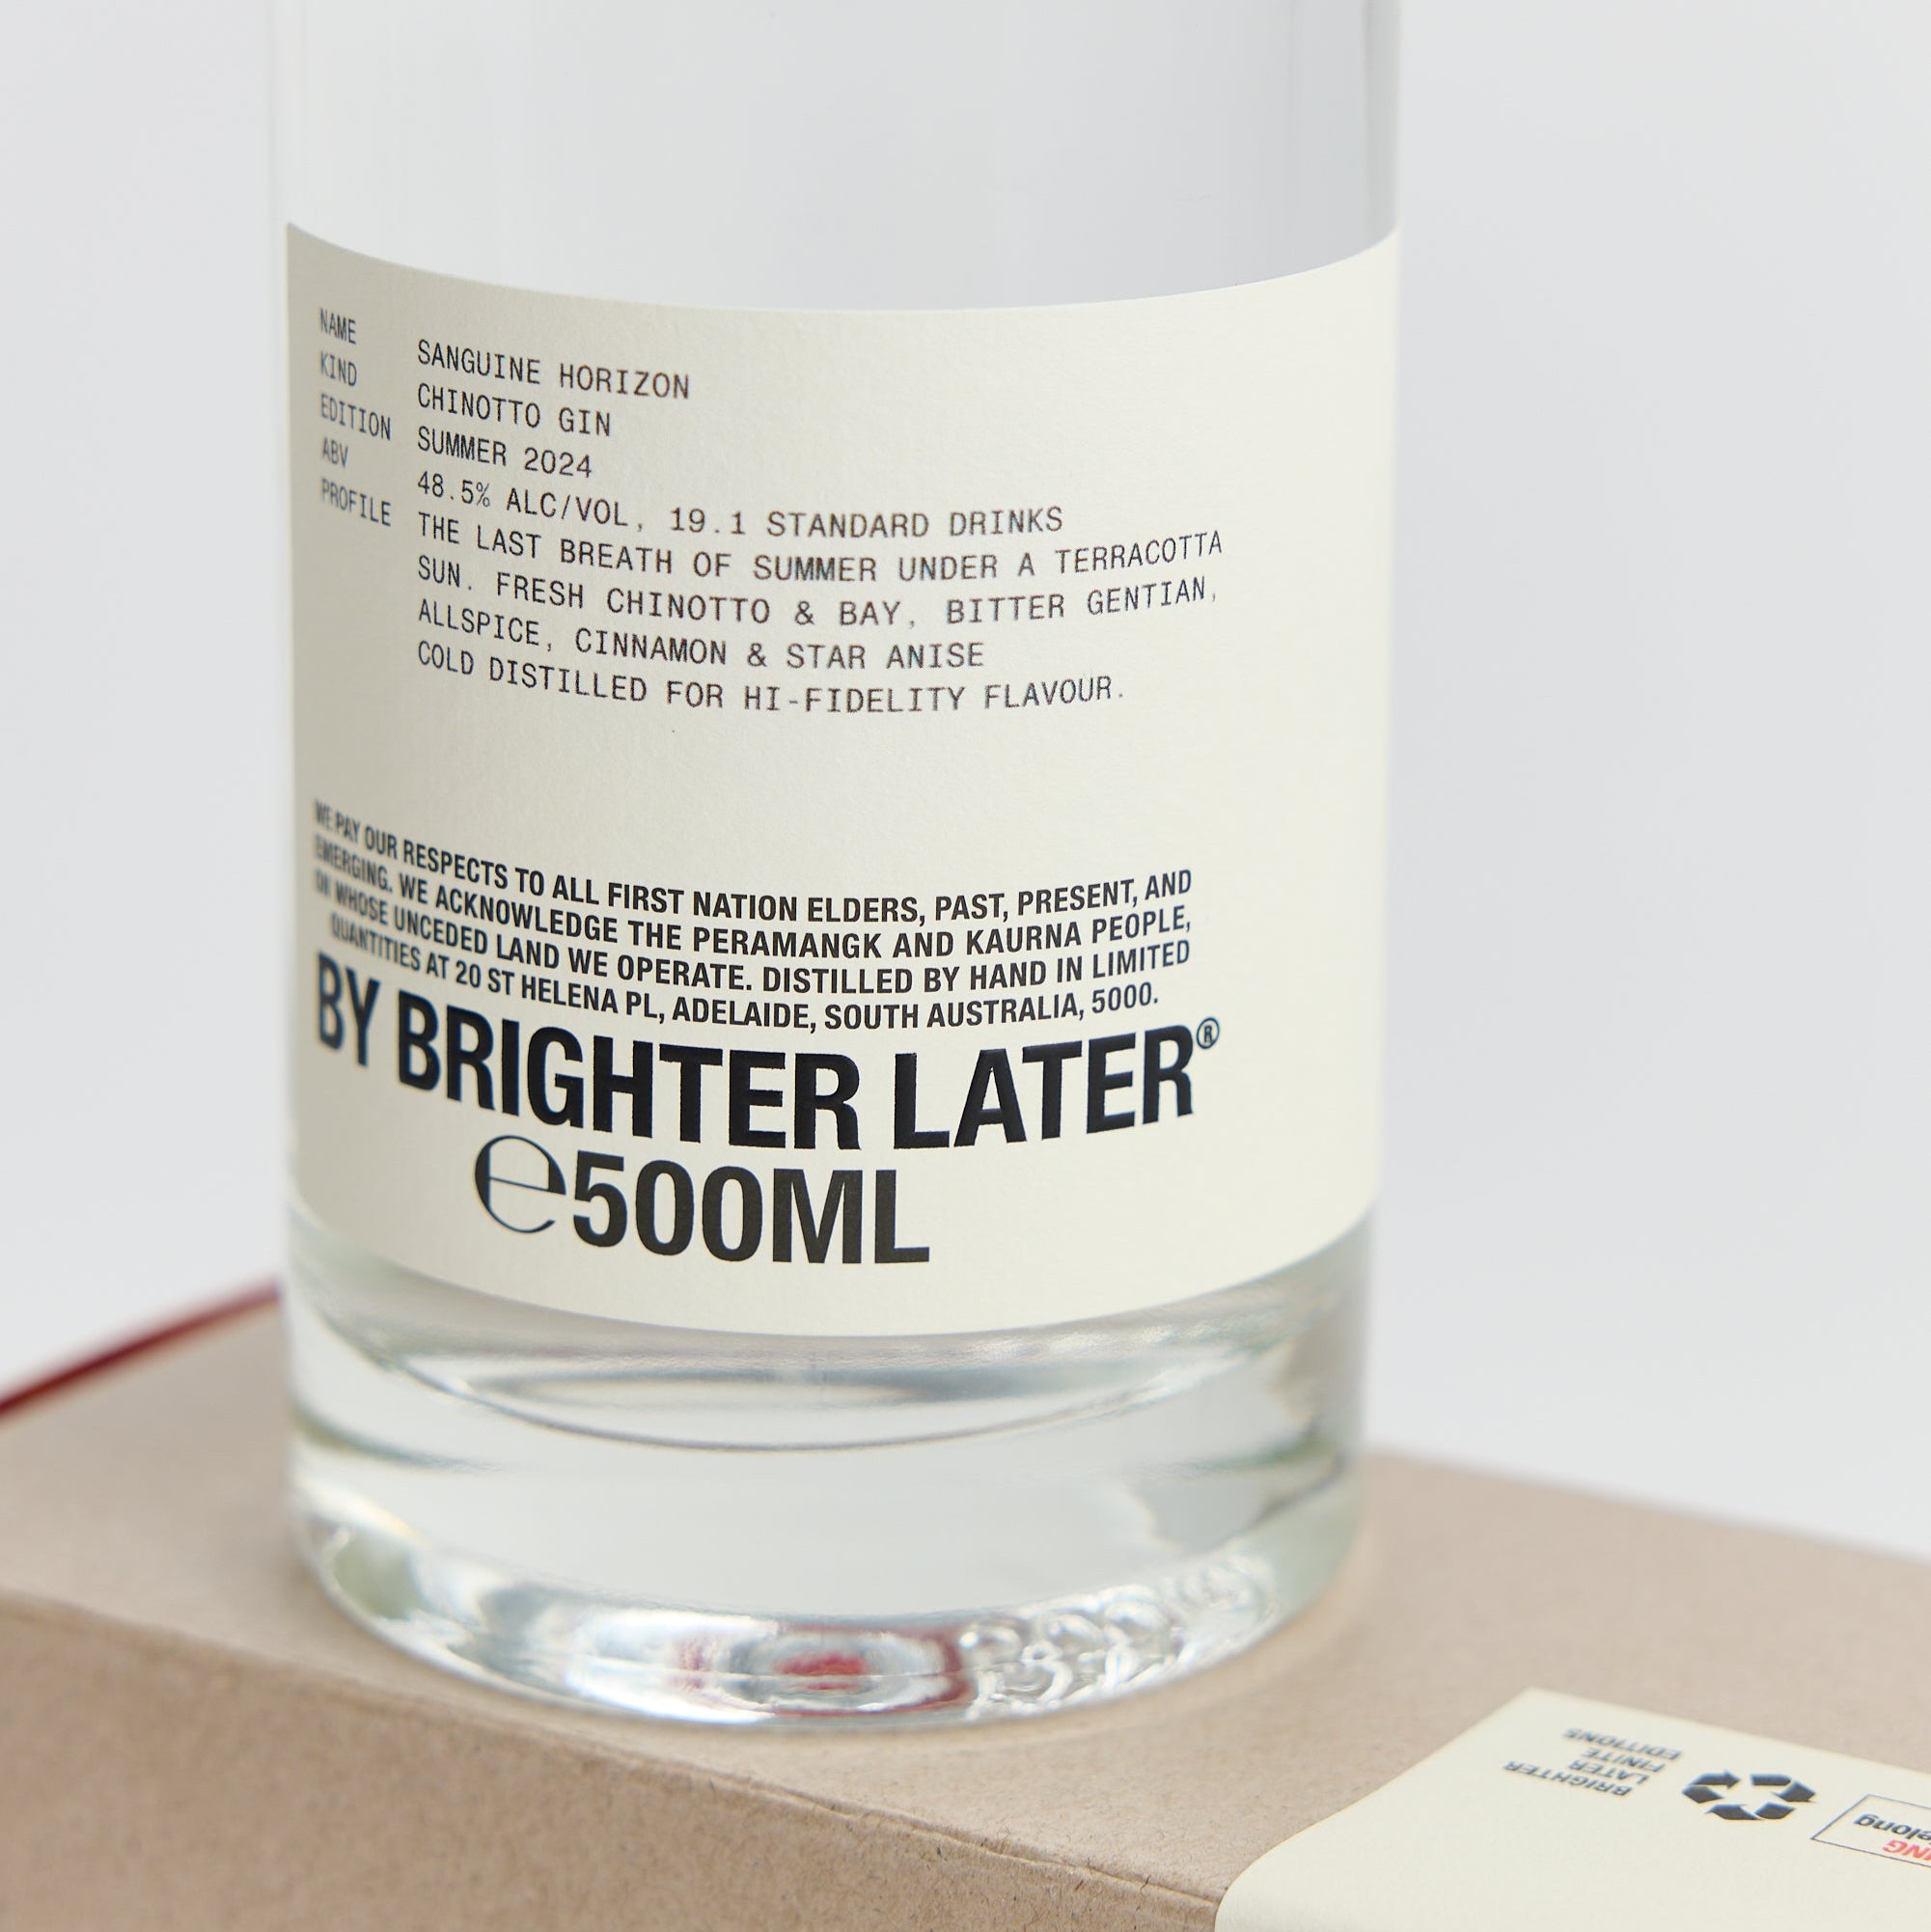 NAME SANGUINE HORIZON
KIND CHINOTTO GIN
EDITION SUMMER 2024
ABV 48.5% ALC/VOL, 19.1 STANDARD DRINKS
PROFILE THE LAST BREATH OF SUMMER UNDER A TERRACOTTA
SUN. FRESH CHINOTTO & BAY, BITTER GENTIAN,
ALLSPICE, CINNAMON & STAR ANISE
COLD DISTILLED FOR HI-FIDELITY FLAVOUR.
WE PAY OUR RESPECTS TO ALL FIRST NATION ELDERS, PAST, PRESENT, AND
EMERGING. WE ACKNOWLEDGE THE PERAMANGK AND KAURNA PEOPLE,
ON WHOSE UNCEDED LAND WE OPERATE. DISTILLED BY HAND IN LIMITED
QUANTITIES AT 20 ST HELENA PL, ADELAIDE, SOUTH AUSTRALIA, 5000.
BY BRIGHTER LATER®
℮500ML
BRIGHTER
LATER
FINITE
EDITIONS